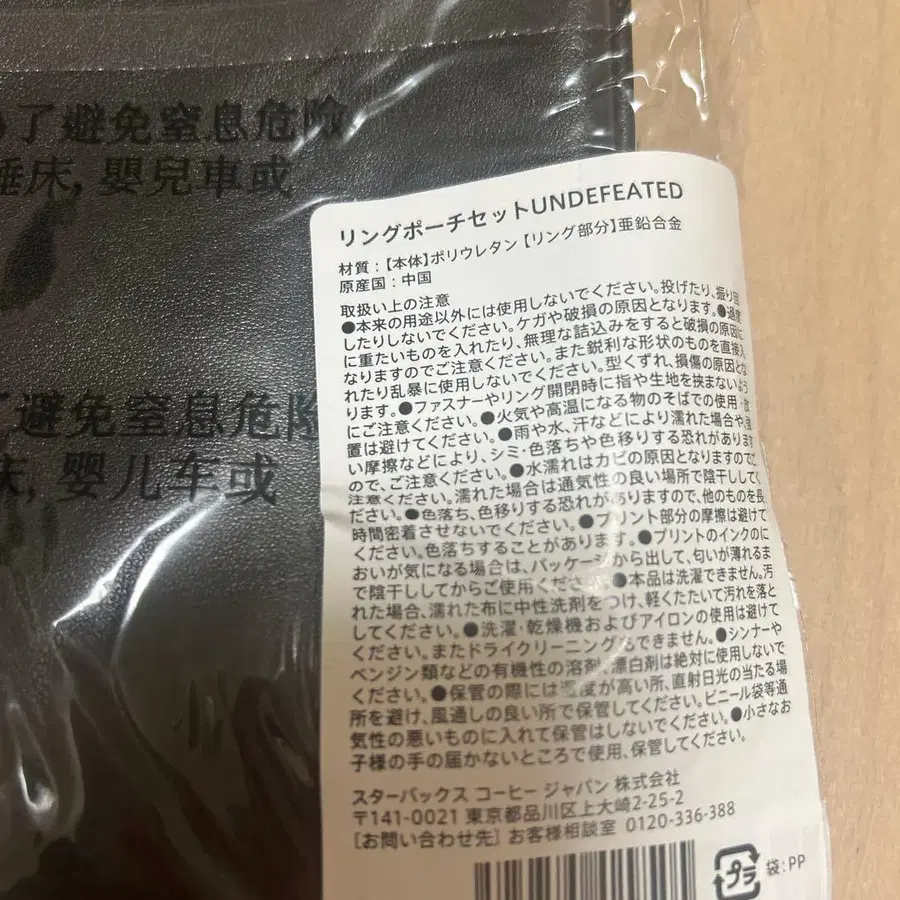 了避免窒息危險
睡床, 嬰兒車或
了避免窒息危险
床, 婴儿车或
リングポーチセットUNDEFEATED
材質:【本体】ポリウレタン【リング部分】亜鉛合金
原産国:中国
取扱い上の注意
●本来の用途以外には使用しないでください。投げたり、振り回
したりしないでください。ケガや破損の原因となります。●過度
に重たいものを入れたり、無理な詰込みをすると破損の原因に
なりますのでご注意ください。また鋭利な形状のものを直接入
れたり乱暴に使用しないでください。型くずれ、損傷の原因とな
ります。●ファスナーやリング開閉時に指や生地を挟まないよう
にご注意ください。●火気や高温になる物のそばでの使用・放
置は避けてください。●雨や水、汗などにより濡れた場合や、強
い摩擦などにより、シミ・色落ちや色移りする恐れがあります
ので、ご注意ください。●水濡れはカビの原因となりますのでご
注意ください。濡れた場合は通気性の良い場所で陰干ししてく
ださい。●色落ち、色移りする恐れがありますので、他のものを長
時間密着させないでください。●プリント部分の摩擦は避けて
ください。色落ちすることがあります。●プリントのインクのに
おいが気になる場合は、パッケージから出して、匂いが薄れるま
で陰干ししてからご使用ください。●本品は洗濯できません。汚
れた場合、濡れた布に中性洗剤をつけ、軽くたたいて汚れを落と
してください。●洗濯・乾燥機およびアイロンの使用は避けて
ください。またドライクリーニングもできません。●シンナーや
ベンジン類などの有機性の溶剤、漂白剤は絶対に使用しないで
ください。●保管の際には湿度が高い所、直射日光の当たる場
所を避け、風通しの良い所で保管してください。ビニール袋等通
気性の悪いものに入れて保管はしないでください。●小さなお
子様の手の届かないところで使用、保管してください。
スターバックス コーヒー ジャパン 株式会社
〒141-0021 東京都品川区上大崎2-25-2
[お問い合わせ先] お客様相談室 0120-336-388
プラ 袋:PP